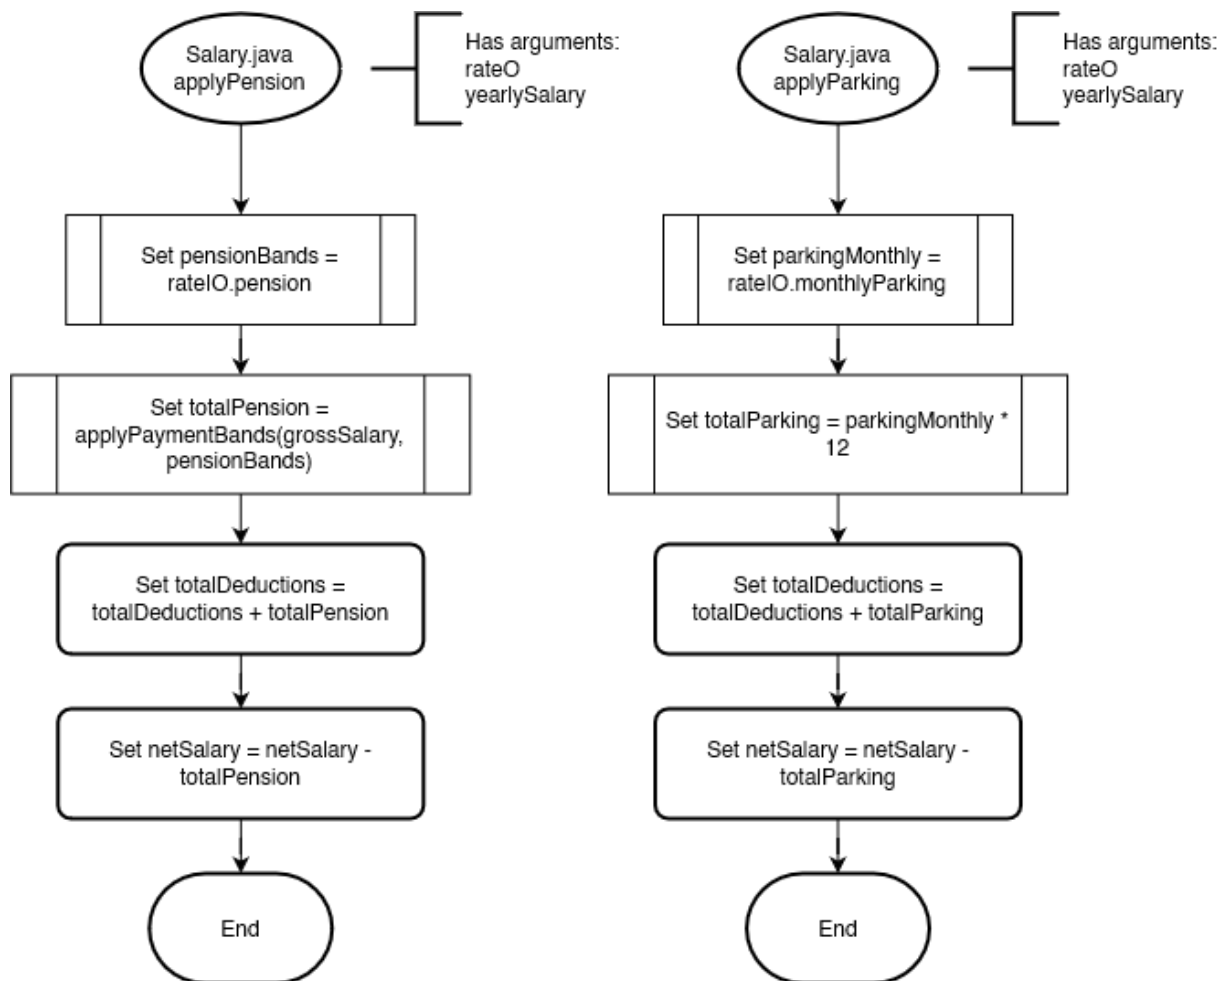 Salary.java
applyPension
Has arguments:
rateO
yearlySalary
Set pensionBands =
rateIO.pension
Set totalPension =
applyPaymentBands(grossSalary,
pensionBands)
Set totalDeductions =
totalDeductions + totalPension
Set netSalary = netSalary -
totalPension
End
Salary.java
applyParking
Has arguments:
rateO
yearlySalary
Set parkingMonthly =
rateIO.monthlyParking
Set totalParking = parkingMonthly *
12
Set totalDeductions =
totalDeductions + totalParking
Set netSalary = netSalary -
totalParking
End